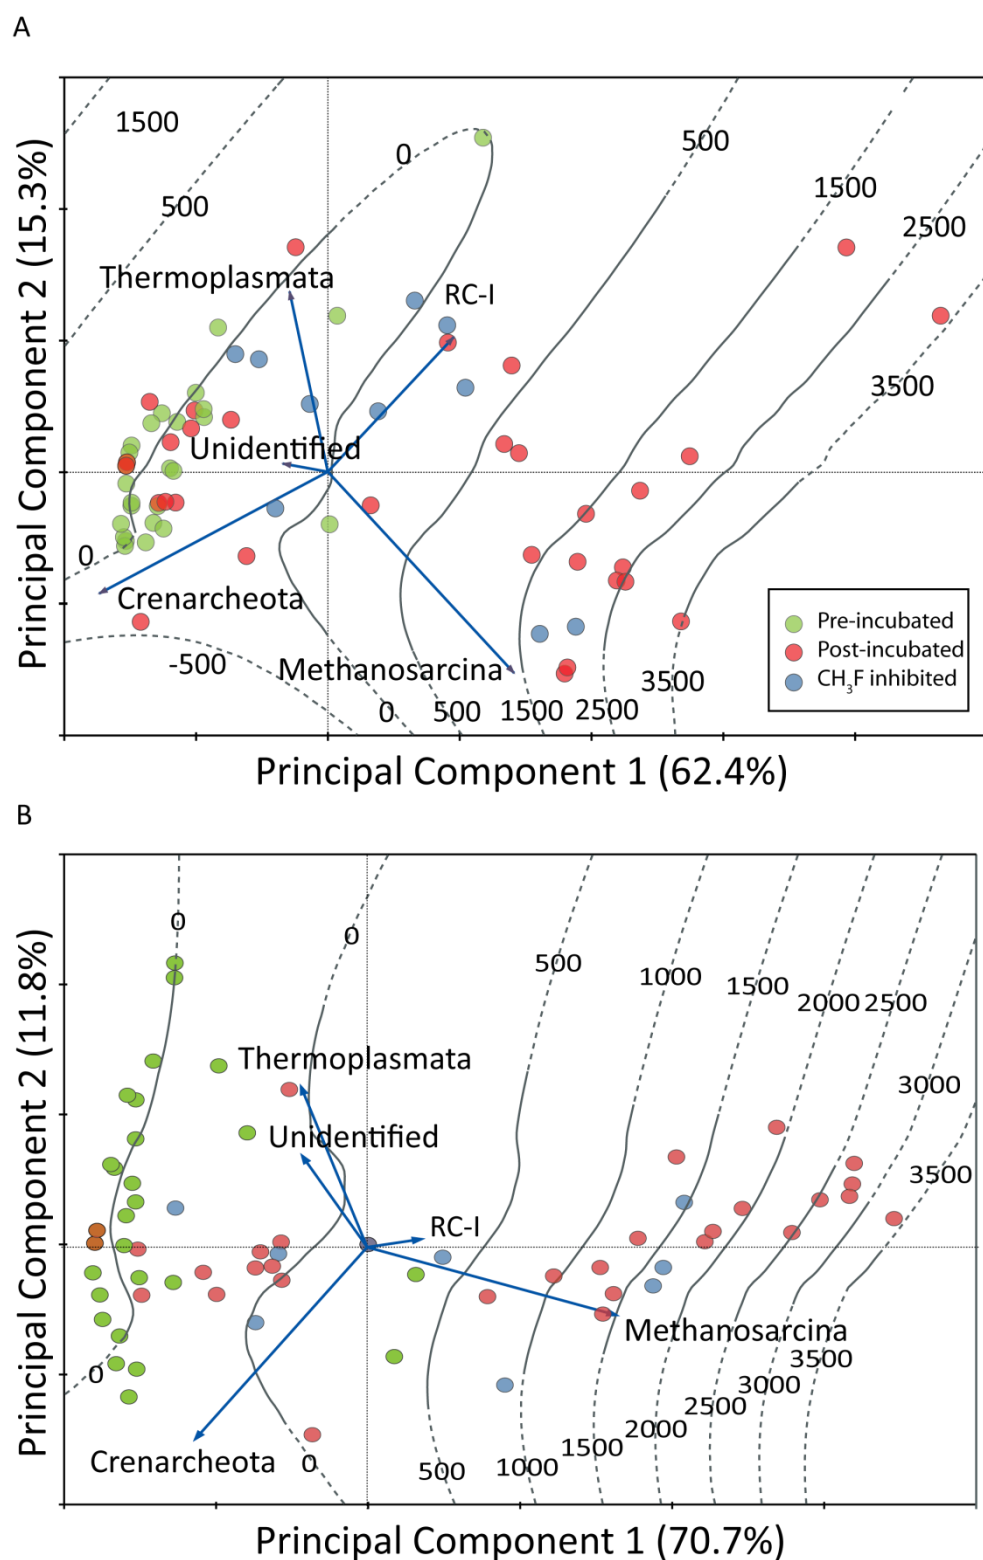 A
1500
0
500
500
1500
2500
Thermoplasmata
RC-I
3500
Unidentified
0
Crenarcheota
-500
Methanosarcina
0
500
1500
2500
3500
Pre-incubated
Post-incubated
CH₃F inhibited
Principal Component 2 (15.3%)
Principal Component 1 (62.4%)
B
0
0
500
1000
1500
2000
2500
3000
3500
Thermoplasmata
Unidentified
RC-I
Methanosarcina
0
Crenarcheota
0
500
1000
1500
2000
2500
3000
3500
Principal Component 2 (11.8%)
Principal Component 1 (70.7%)